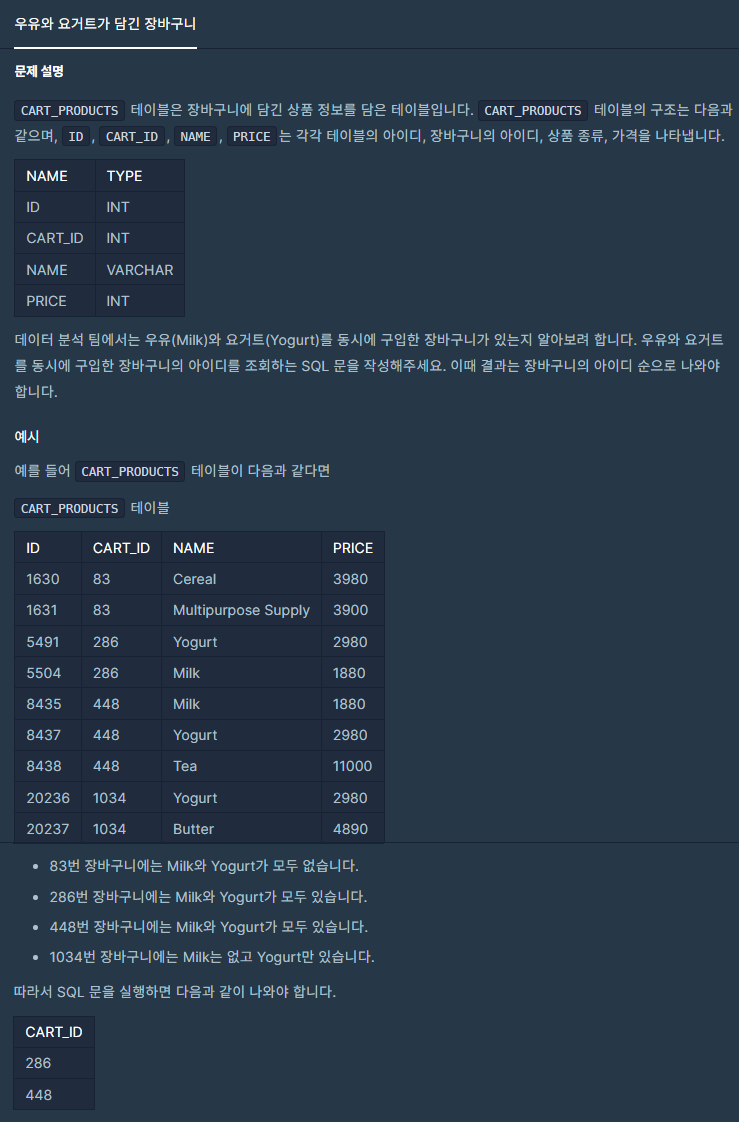 우유와 요거트가 담긴 장바구니
문제 설명
CART_PRODUCTS 테이블은 장바구니에 담긴 상품 정보를 담은 테이블입니다. CART_PRODUCTS 테이블의 구조는 다음과
같으며, ID , CART_ID , NAME , PRICE 는 각각 테이블의 아이디, 장바구니의 아이디, 상품 종류, 가격을 나타냅니다.
NAME TYPE
ID INT
CART_ID INT
NAME VARCHAR
PRICE INT
데이터 분석 팀에서는 우유(Milk)와 요거트(Yogurt)를 동시에 구입한 장바구니가 있는지 알아보려 합니다. 우유와 요거트
를 동시에 구입한 장바구니의 아이디를 조회하는 SQL 문을 작성해주세요. 이때 결과는 장바구니의 아이디 순으로 나와야
합니다.
예시
예를 들어 CART_PRODUCTS 테이블이 다음과 같다면
CART_PRODUCTS 테이블
ID CART_ID NAME PRICE
1630 83 Cereal 3980
1631 83 Multipurpose Supply 3900
5491 286 Yogurt 2980
5504 286 Milk 1880
8435 448 Milk 1880
8437 448 Yogurt 2980
8438 448 Tea 11000
20236 1034 Yogurt 2980
20237 1034 Butter 4890
• 83번 장바구니에는 Milk와 Yogurt가 모두 없습니다.
• 286번 장바구니에는 Milk와 Yogurt가 모두 있습니다.
• 448번 장바구니에는 Milk와 Yogurt가 모두 있습니다.
• 1034번 장바구니에는 Milk는 없고 Yogurt만 있습니다.
따라서 SQL 문을 실행하면 다음과 같이 나와야 합니다.
CART_ID
286
448